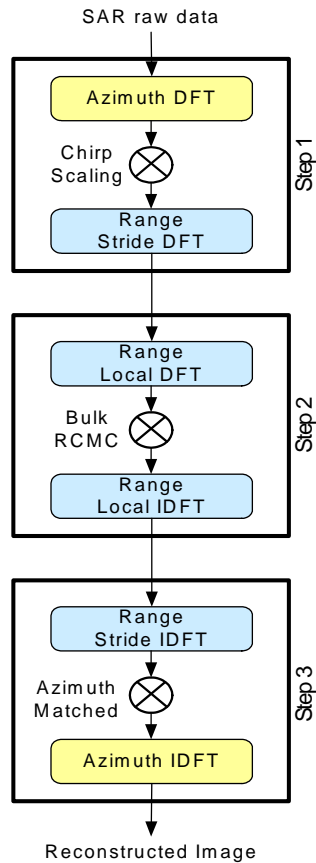 SAR raw data
Azimuth DFT
Chirp
Scaling
Range
Stride DFT
Step 1
Range
Local DFT
Bulk
RCMC
Range
Local IDFT
Step 2
Range
Stride IDFT
Azimuth
Matched
Azimuth IDFT
Step 3
Reconstructed Image